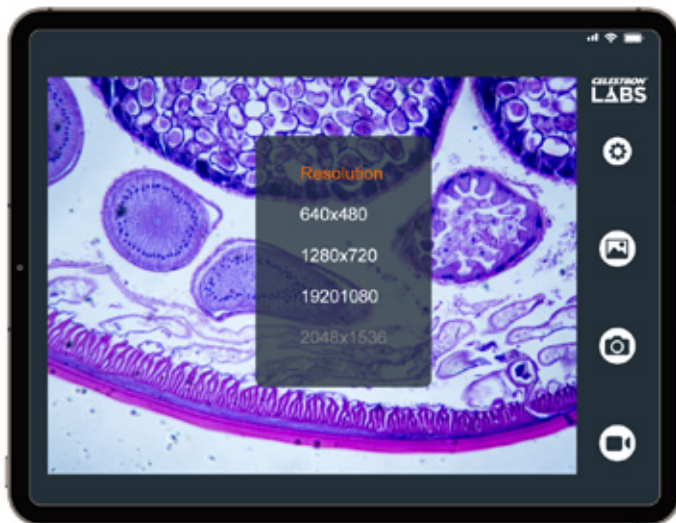 CELESTRON
LABS
Resolution
640x480
1280x720
19201080
2048x1536